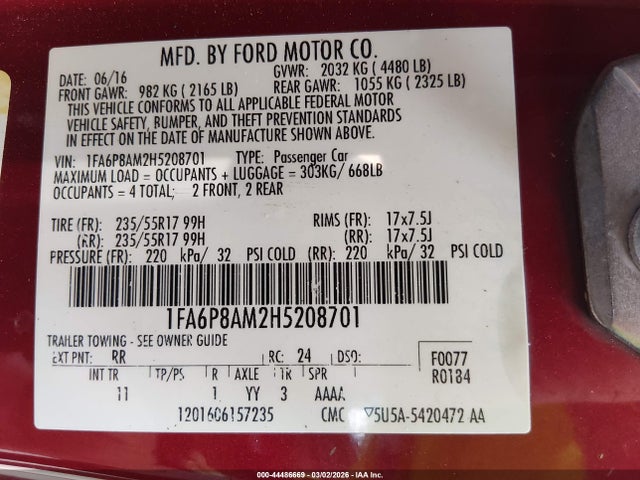 MFD. BY FORD MOTOR CO.
DATE: 06/16 GVWR: 2032 KG ( 4480 LB)
FRONT GAWR: 982 KG ( 2165 LB) REAR GAWR: 1055 KG ( 2325 LB)
THIS VEHICLE CONFORMS TO ALL APPLICABLE FEDERAL MOTOR
VEHICLE SAFETY, BUMPER, AND THEFT PREVENTION STANDARDS
IN EFFECT ON THE DATE OF MANUFACTURE SHOWN ABOVE.
VIN: 1FA6P8AM2H5208701 TYPE: Passenger Car
MAXIMUM LOAD = OCCUPANTS + LUGGAGE = 303KG/ 668LB
OCCUPANTS = 4 TOTAL; 2 FRONT, 2 REAR
TIRE (FR): 235/55R17 99H RIMS (FR): 17x7.5J
(RR): 235/55R17 99H (RR): 17x7.5J
PRESSURE (FR): 220 kPa/ 32 PSI COLD (RR): 220 kPa/ 32 PSI COLD
1FA6P8AM2H5208701
TRAILER TOWING - SEE OWNER GUIDE
EXT PNT: RR RC: 24 DSO: F0077
INT TR TP/PS R AXLE TR SPR R0184
11 1 YY 3 AAAA
1201606157235 CMC 5U5A-5420472 AA
000-44486669 - 03/02/2026 - IAA Inc.